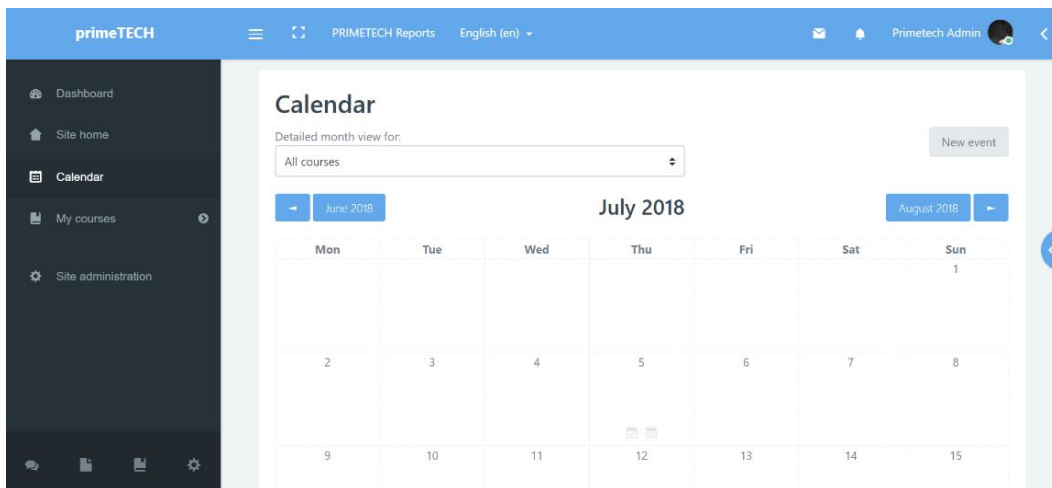 primeTECH
PRIMETECH Reports English (en)
Primetech Admin
Dashboard
Site home
Calendar
My courses
Site administration
Calendar
Detailed month view for:
All courses
New event
June 2018
July 2018
August 2018
Mon Tue Wed Thu Fri Sat Sun
1
2 3 4 5 6 7 8
9 10 11 12 13 14 15